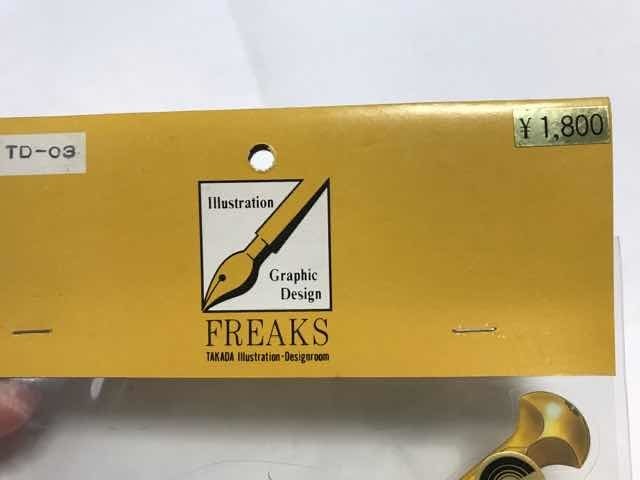 ¥1,800
TD-03
Illustration
Graphic
Design
FREAKS
TAKADA Illustration-Designroom